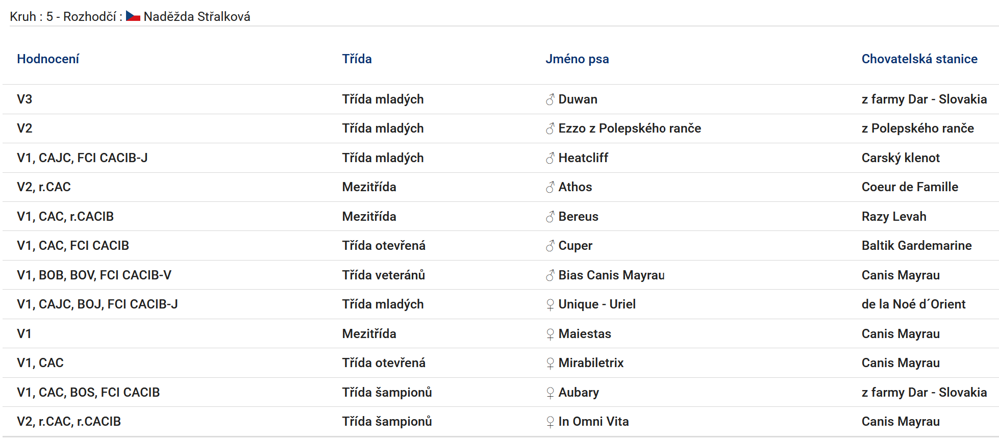 Kruh : 5 - Rozhodčí : Naděžda Střalková
Hodnocení Třída Jméno psa Chovatelská stanice
V3 Třída mladých ♂ Duwan z farmy Dar - Slovakia
V2 Třída mladých ♂ Ezzo z Polepského ranče z Polepského ranče
V1, CAJC, FCI CACIB-J Třída mladých ♂ Heatcliff Carský klenot
V2, r.CAC Mezitřída ♂ Athos Coeur de Famille
V1, CAC, r.CACIB Mezitřída ♂ Bereus Razy Levah
V1, CAC, FCI CACIB Třída otevřená ♂ Cuper Baltik Gardemarine
V1, BOB, BOV, FCI CACIB-V Třída veteránů ♂ Bias Canis Mayrau Canis Mayrau
V1, CAJC, BOJ, FCI CACIB-J Třída mladých ♀ Unique - Uriel de la Noé d´Orient
V1 Mezitřída ♀ Maiestas Canis Mayrau
V1, CAC Třída otevřená ♀ Mirabiletrix Canis Mayrau
V1, CAC, BOS, FCI CACIB Třída šampionů ♀ Aubary z farmy Dar - Slovakia
V2, r.CAC, r.CACIB Třída šampionů ♀ In Omni Vita Canis Mayrau